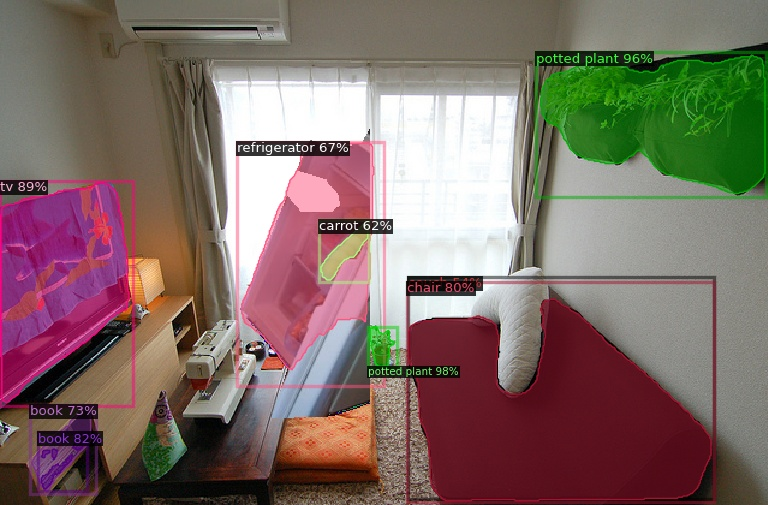 potted plant 96%
refrigerator 67%
tv 89%
carrot 62%
chair 80%
potted plant 98%
book 73%
book 82%